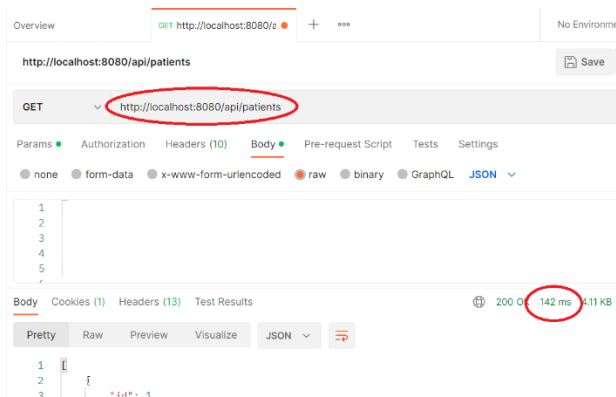 Overview GET http://localhost:8080/a + ooo No Environme
http://localhost:8080/api/patients Save
GET http://localhost:8080/api/patients
Params Authorization Headers (10) Body Pre-request Script Tests Settings
none form-data x-www-form-urlencoded raw binary GraphQL JSON
1
2
3
4
5
Body Cookies (1) Headers (13) Test Results 200 OK 142 ms 4.11 KB
Pretty Raw Preview Visualize JSON
1 [
2 {
3 "id": 1